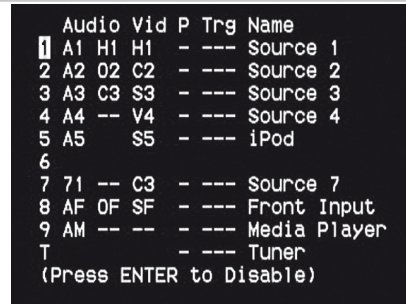 Audio Vid P Trg Name
1 A1 H1 H1 - --- Source 1
2 A2 O2 C2 - --- Source 2
3 A3 C3 S3 - --- Source 3
4 A4 -- V4 - --- Source 4
5 A5 S5 - --- iPod
6
7 71 -- C3 - --- Source 7
8 AF OF SF - --- Front Input
9 AM -- -- - --- Media Player
T - --- Tuner
(Press ENTER to Disable)